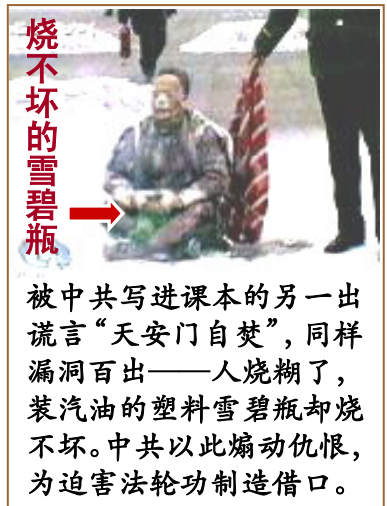 烧不坏的雪碧瓶
被中共写进课本的另一出
谎言“天安门自焚”，同样
漏洞百出——人烧糊了，
装汽油的塑料雪碧瓶却烧
不坏。中共以此煽动仇恨，
为迫害法轮功制造借口。